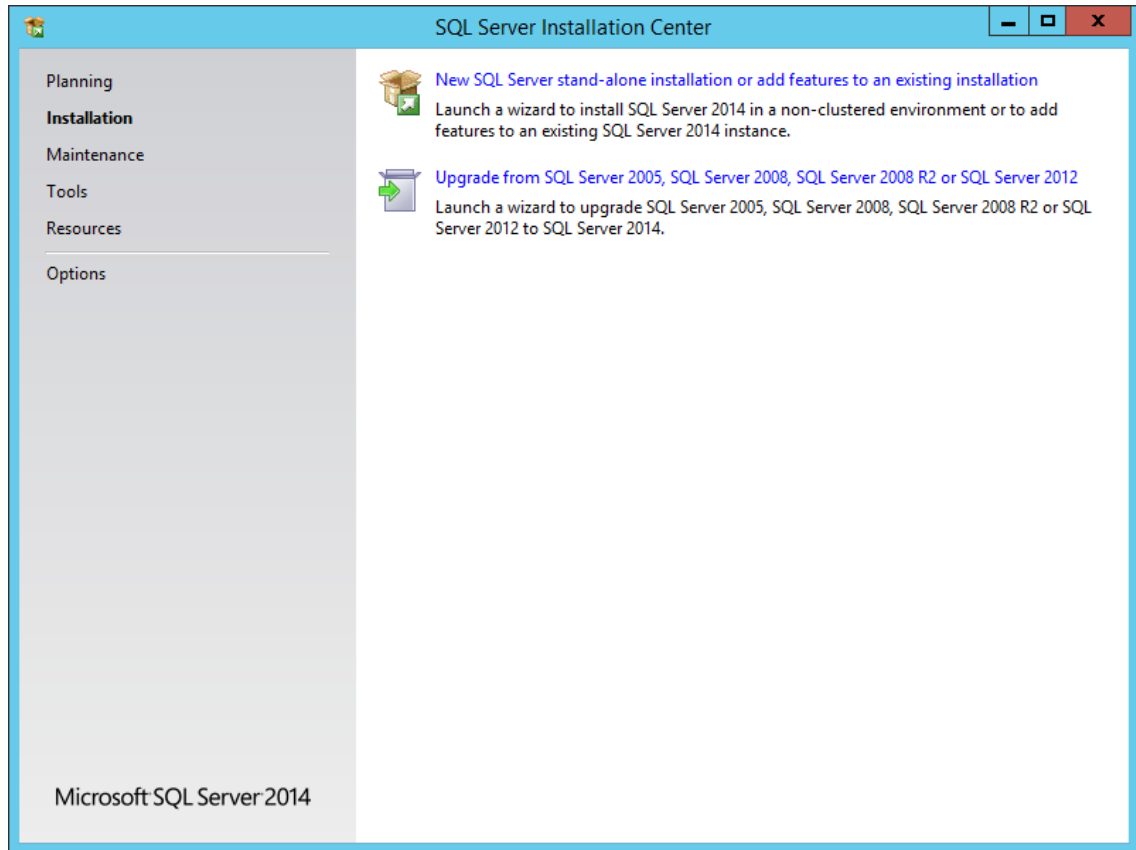 SQL Server Installation Center
Planning
Installation
Maintenance
Tools
Resources
Options
New SQL Server stand-alone installation or add features to an existing installation
Launch a wizard to install SQL Server 2014 in a non-clustered environment or to add
features to an existing SQL Server 2014 instance.
Upgrade from SQL Server 2005, SQL Server 2008, SQL Server 2008 R2 or SQL Server 2012
Launch a wizard to upgrade SQL Server 2005, SQL Server 2008, SQL Server 2008 R2 or SQL
Server 2012 to SQL Server 2014.
Microsoft SQL Server 2014